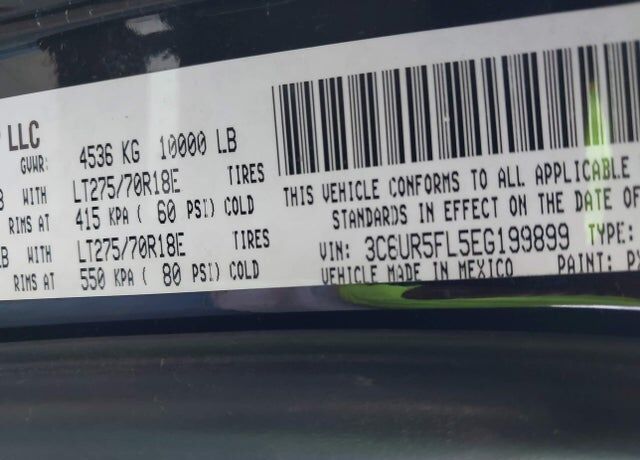 LLC
GVWR: 4536 KG 10000 LB
WITH LT275/70R18E TIRES
RIMS AT 415 KPA ( 60 PSI) COLD
WITH LT275/70R18E TIRES
RIMS AT 550 KPA ( 80 PSI) COLD
THIS VEHICLE CONFORMS TO ALL APPLICABLE
STANDARDS IN EFFECT ON THE DATE OF
VIN: 3C6UR5FL5EG199899 TYPE:
VEHICLE MADE IN MEXICO PAINT: